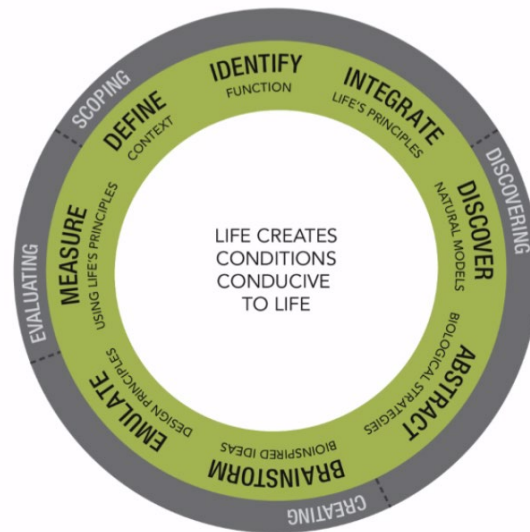 SCOPING
DEFINE
CONTEXT
IDENTIFY
FUNCTION
INTEGRATE
LIFE'S PRINCIPLES
DISCOVERING
DISCOVER
NATURAL MODELS
ABSTRACT
BIOLOGICAL STRATEGIES
CREATING
BRAINSTORM
BIOINSPIRED IDEAS
EMULATE
DESIGN PRINCIPLES
EVALUATING
MEASURE
USING LIFE'S PRINCIPLES
LIFE CREATES
CONDITIONS
CONDUCIVE
TO LIFE